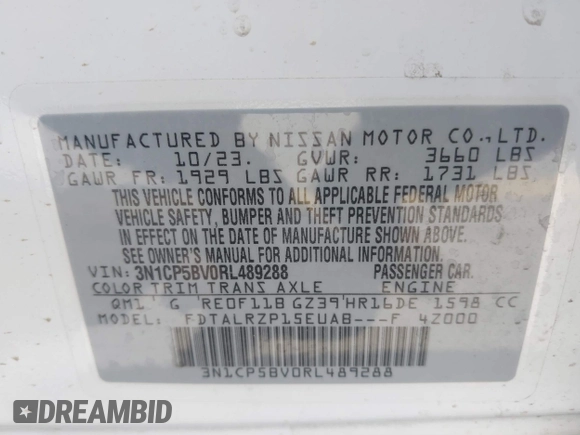 MANUFACTURED BY NISSAN MOTOR CO., LTD.
DATE: 10/23. GVWR: 3660 LBS
GAWR FR: 1929 LBS GAWR RR: 1731 LBS
THIS VEHICLE CONFORMS TO ALL APPLICABLE FEDERAL MOTOR
VEHICLE SAFETY, BUMPER AND THEFT PREVENTION STANDARDS
IN EFFECT ON THE DATE OF MANUFACTURE SHOWN ABOVE.
SEE OWNER'S MANUAL FOR ADDITIONAL INFORMATION.
VIN: 3N1CP5BV0RL489288 PASSENGER CAR.
COLOR TRIM TRANS AXLE ENGINE
QM1 G RE0F11B GZ39 HR16DE 1598 CC
MODEL: FDTALRZP15EUAB---F 4Z000
3N1CP5BV0RL489288
DREAMBID